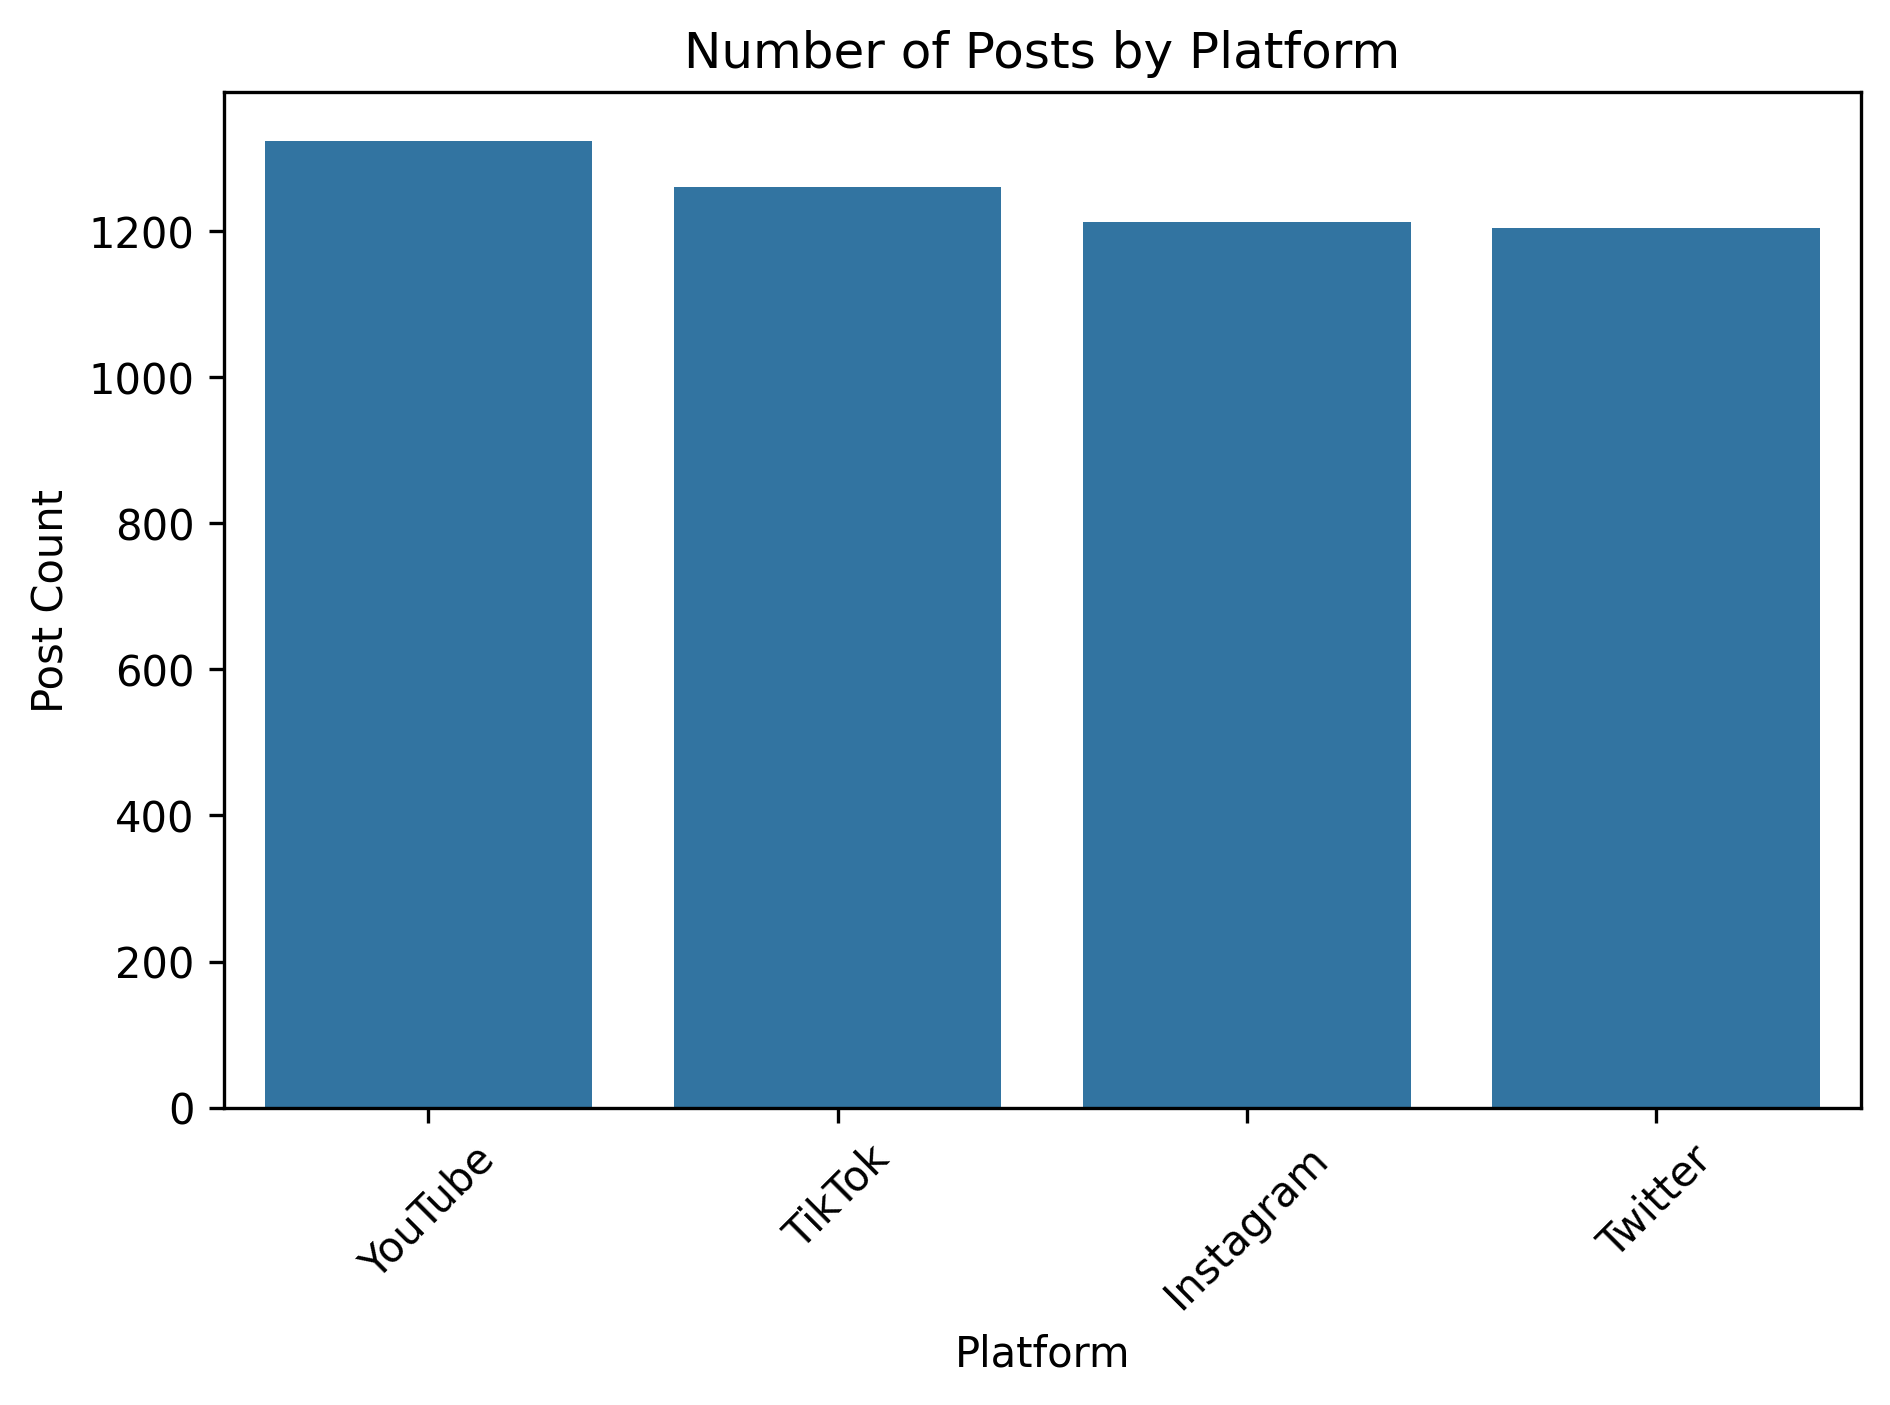 Number of Posts by Platform
Post Count
1200
1000
800
600
400
200
0
YouTube
TikTok
Instagram
Twitter
Platform